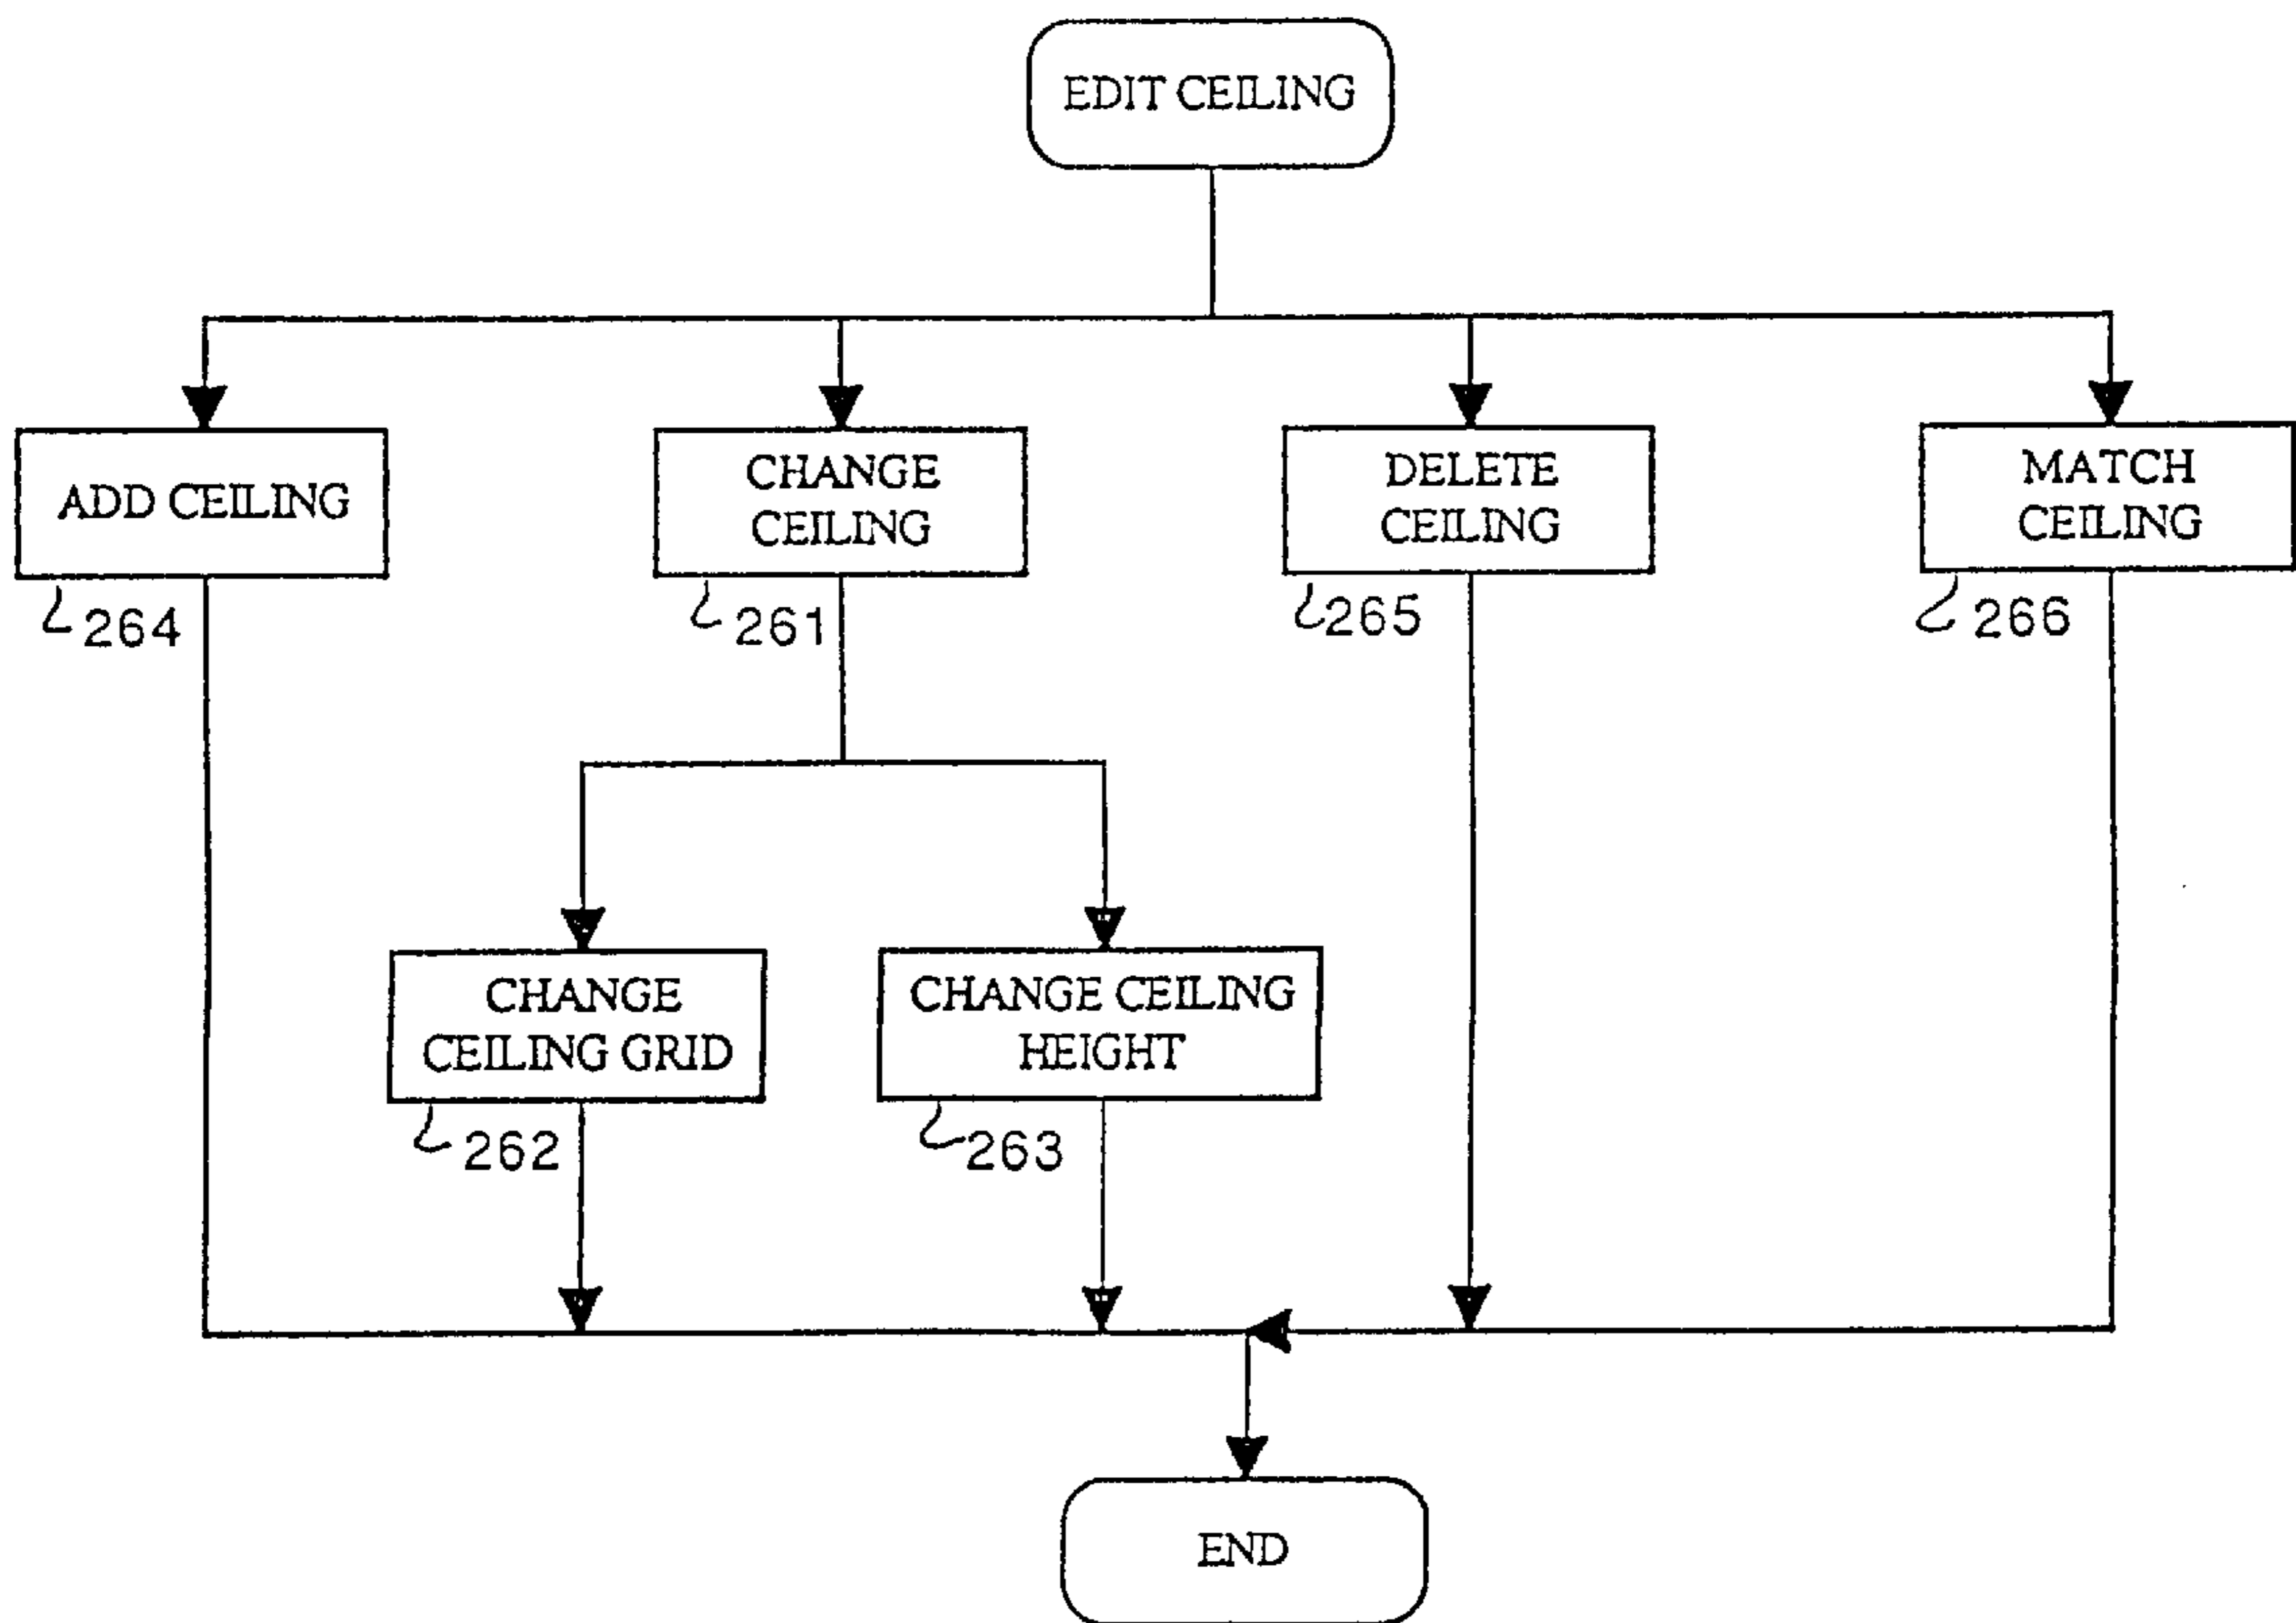 EDIT CEILING
ADD CEILING
264
CHANGE
CEILING
261
DELETE
CEILING
265
MATCH
CEILING
266
CHANGE
CEILING GRID
262
CHANGE CEILING
HEIGHT
263
END